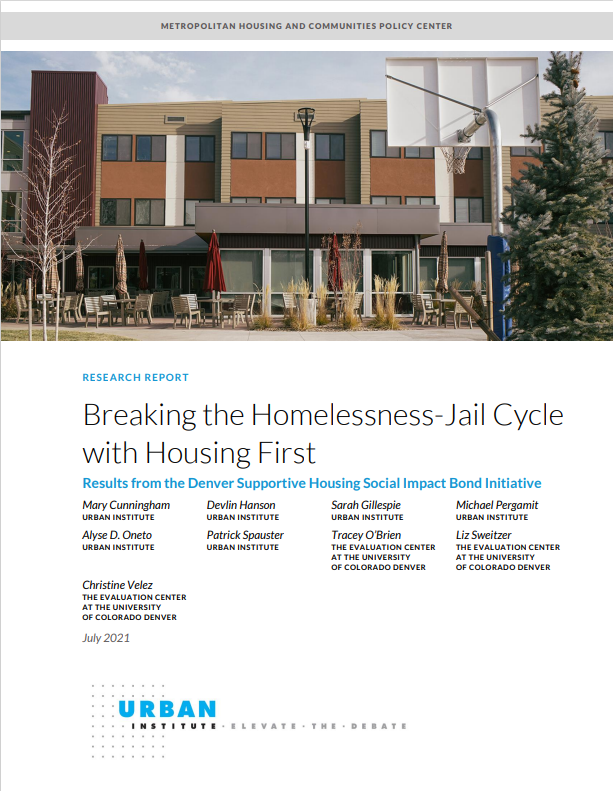 METROPOLITAN HOUSING AND COMMUNITIES POLICY CENTER
RESEARCH REPORT
Breaking the Homelessness-Jail Cycle
with Housing First
Results from the Denver Supportive Housing Social Impact Bond Initiative
Mary Cunningham
URBAN INSTITUTE
Devlin Hanson
URBAN INSTITUTE
Sarah Gillespie
URBAN INSTITUTE
Michael Pergamit
URBAN INSTITUTE
Alyse D. Oneto
URBAN INSTITUTE
Patrick Spauster
URBAN INSTITUTE
Tracey O'Brien
THE EVALUATION CENTER
AT THE UNIVERSITY
OF COLORADO DENVER
Liz Sweitzer
THE EVALUATION CENTER
AT THE UNIVERSITY
OF COLORADO DENVER
Christine Velez
THE EVALUATION CENTER
AT THE UNIVERSITY
OF COLORADO DENVER
July 2021
URBAN
INSTITUTE · ELEVATE · THE · DEBATE